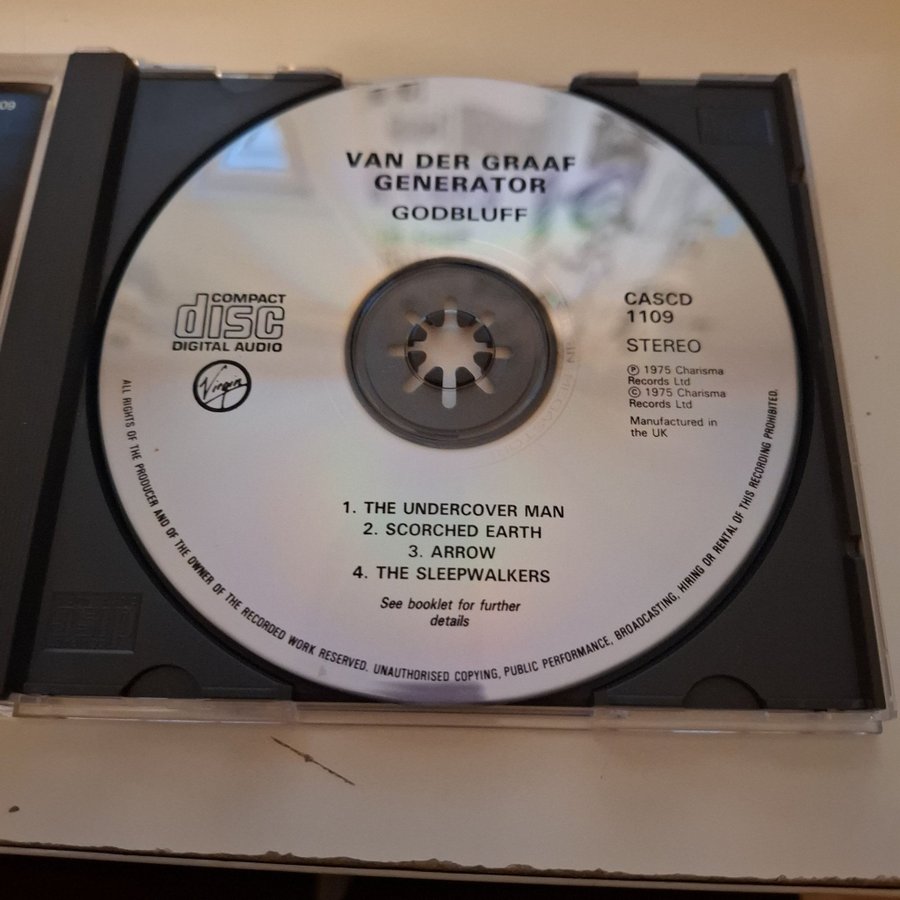 09
VAN DER GRAAF
GENERATOR
GODBLUFF
COMPACT
disc
DIGITAL AUDIO
Virgin
CASCD
1109
STEREO
Ⓟ 1975 Charisma
Records Ltd
© 1975 Charisma
Records Ltd
Manufactured in
the UK
1. THE UNDERCOVER MAN
2. SCORCHED EARTH
3. ARROW
4. THE SLEEPWALKERS
See booklet for further
details
ALL RIGHTS OF THE PRODUCER AND OF THE OWNER OF THE RECORDED WORK RESERVED. UNAUTHORISED COPYING, PUBLIC PERFORMANCE, BROADCASTING, HIRING OR RENTAL OF THIS RECORDING PROHIBITED.